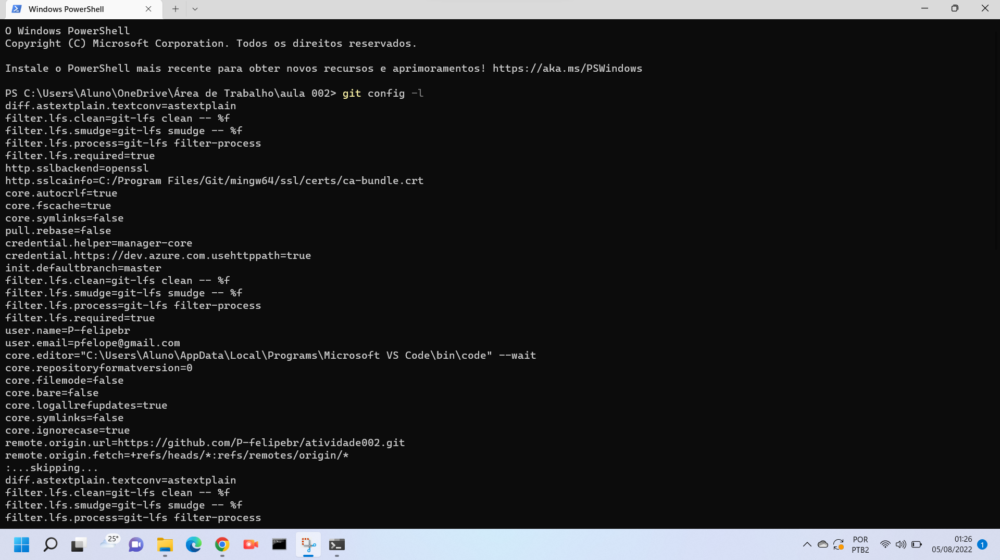 Windows PowerShell
O Windows PowerShell
Copyright (C) Microsoft Corporation. Todos os direitos reservados.
Instale o PowerShell mais recente para obter novos recursos e aprimoramentos! https://aka.ms/PSWindows
PS C:\Users\Aluno\OneDrive\Área de Trabalho\aula 002> git config -l
diff.astextplain.textconv=astextplain
filter.lfs.clean=git-lfs clean -- %f
filter.lfs.smudge=git-lfs smudge -- %f
filter.lfs.process=git-lfs filter-process
filter.lfs.required=true
http.sslbackend=openssl
http.sslcainfo=C:/Program Files/Git/mingw64/ssl/certs/ca-bundle.crt
core.autocrlf=true
core.fscache=true
core.symlinks=false
pull.rebase=false
credential.helper=manager-core
credential.https://dev.azure.com.usehttppath=true
init.defaultbranch=master
filter.lfs.clean=git-lfs clean -- %f
filter.lfs.smudge=git-lfs smudge -- %f
filter.lfs.process=git-lfs filter-process
filter.lfs.required=true
user.name=P-felipebr
user.email=pfelope@gmail.com
core.editor="C:\Users\Aluno\AppData\Local\Programs\Microsoft VS Code\bin\code" --wait
core.repositoryformatversion=0
core.filemode=false
core.bare=false
core.logallrefupdates=true
core.symlinks=false
core.ignorecase=true
remote.origin.url=https://github.com/P-felipebr/atividade002.git
remote.origin.fetch=+refs/heads/*:refs/remotes/origin/*
:...skipping...
diff.astextplain.textconv=astextplain
filter.lfs.clean=git-lfs clean -- %f
filter.lfs.smudge=git-lfs smudge -- %f
filter.lfs.process=git-lfs filter-process
25°
POR
PTB2
01:26
05/08/2022
1